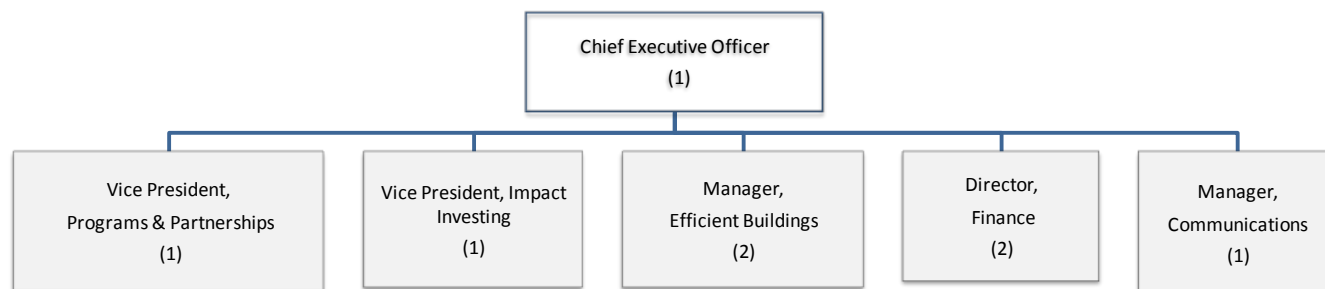 Chief Executive Officer
(1)
Vice President,
Programs & Partnerships
(1)
Vice President, Impact
Investing
(1)
Manager,
Efficient Buildings
(2)
Director,
Finance
(2)
Manager,
Communications
(1)